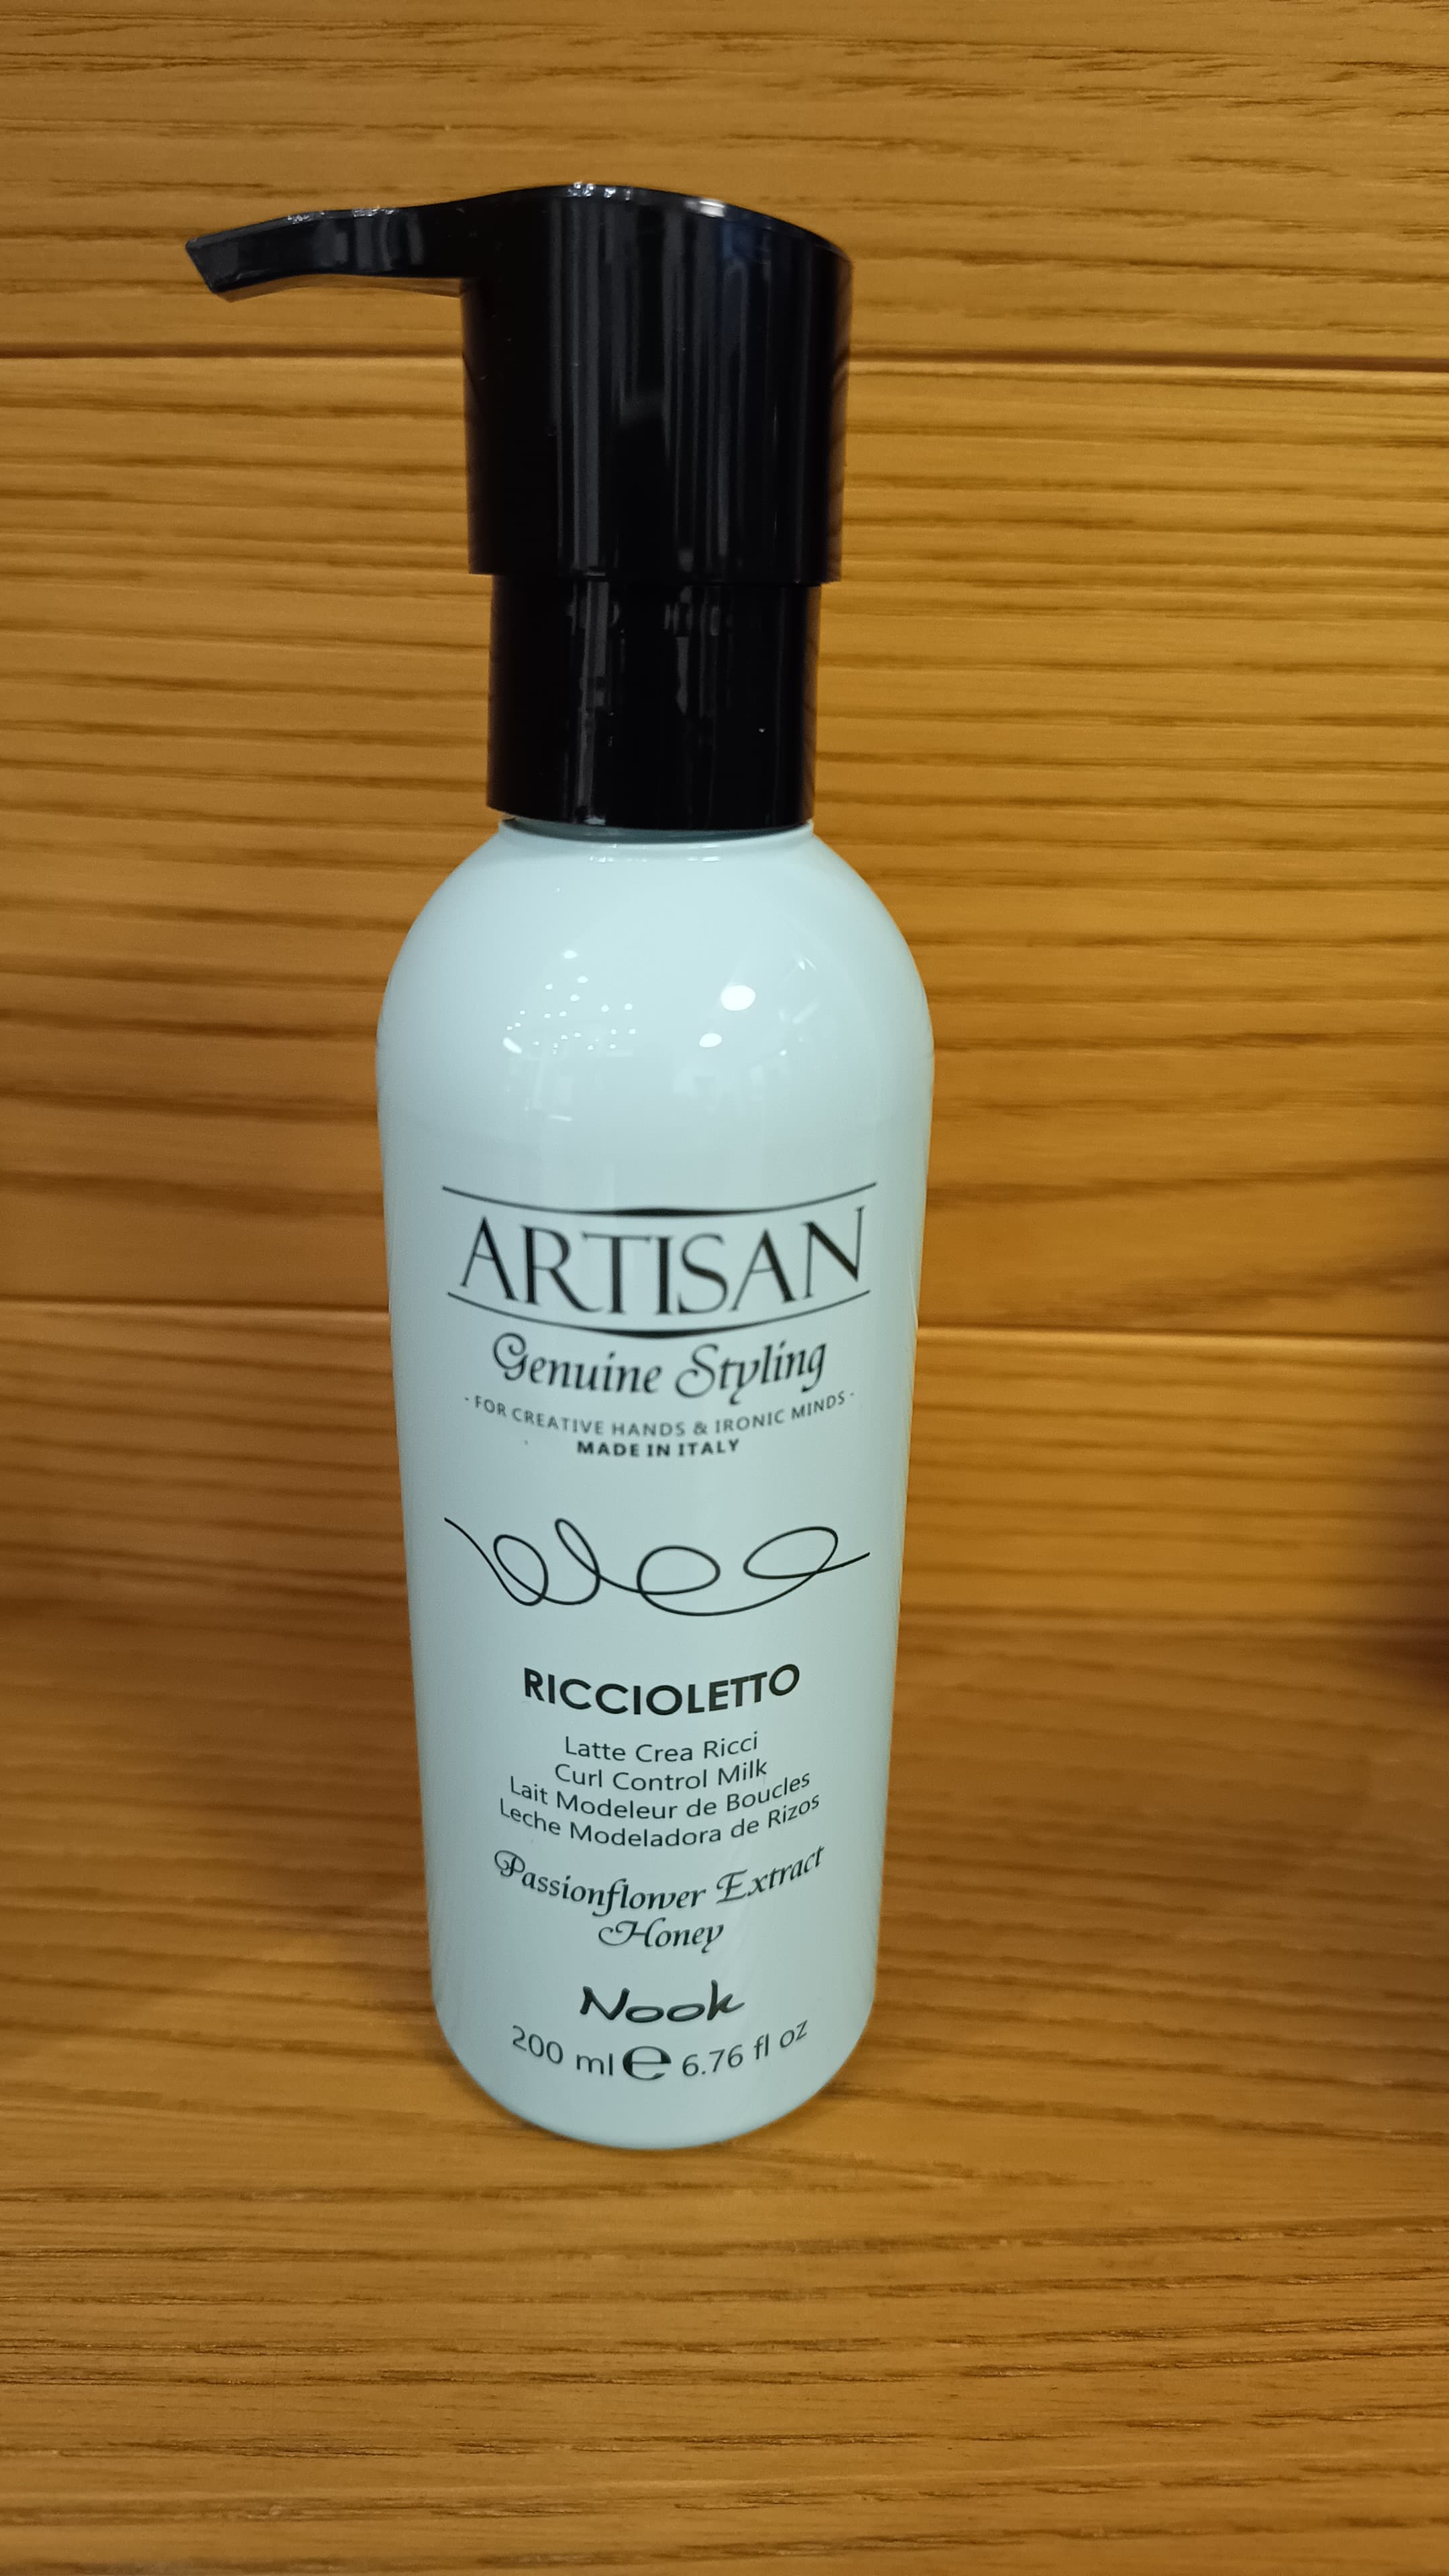 ARTISAN
Genuine Styling
- FOR CREATIVE HANDS & IRONIC MINDS -
MADE IN ITALY
RICCIOLETTO
Latte Crea Ricci
Curl Control Milk
Lait Modeleur de Boucles
Leche Modeladora de Rizos
Passionflower Extract
Honey
Nook
200 ml e 6.76 fl oz